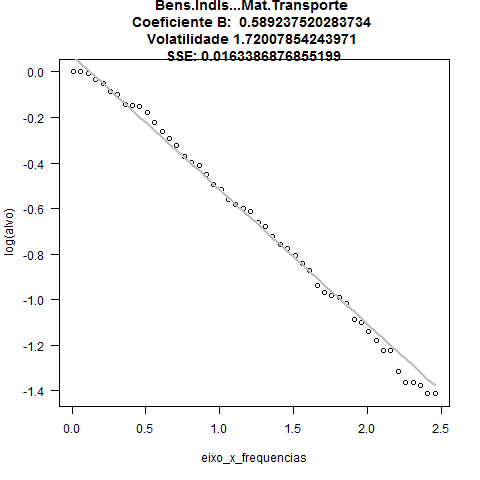 Bens.Indis...Mat.Transporte
Coeficiente B:  0.589237520283734
Volatilidade 1.72007854243971
SSE: 0.0163386876855199
0.0
-0.2
-0.4
-0.6
-0.8
-1.0
-1.2
-1.4
log(alvo)
0.0 0.5 1.0 1.5 2.0 2.5
eixo_x_frequencias